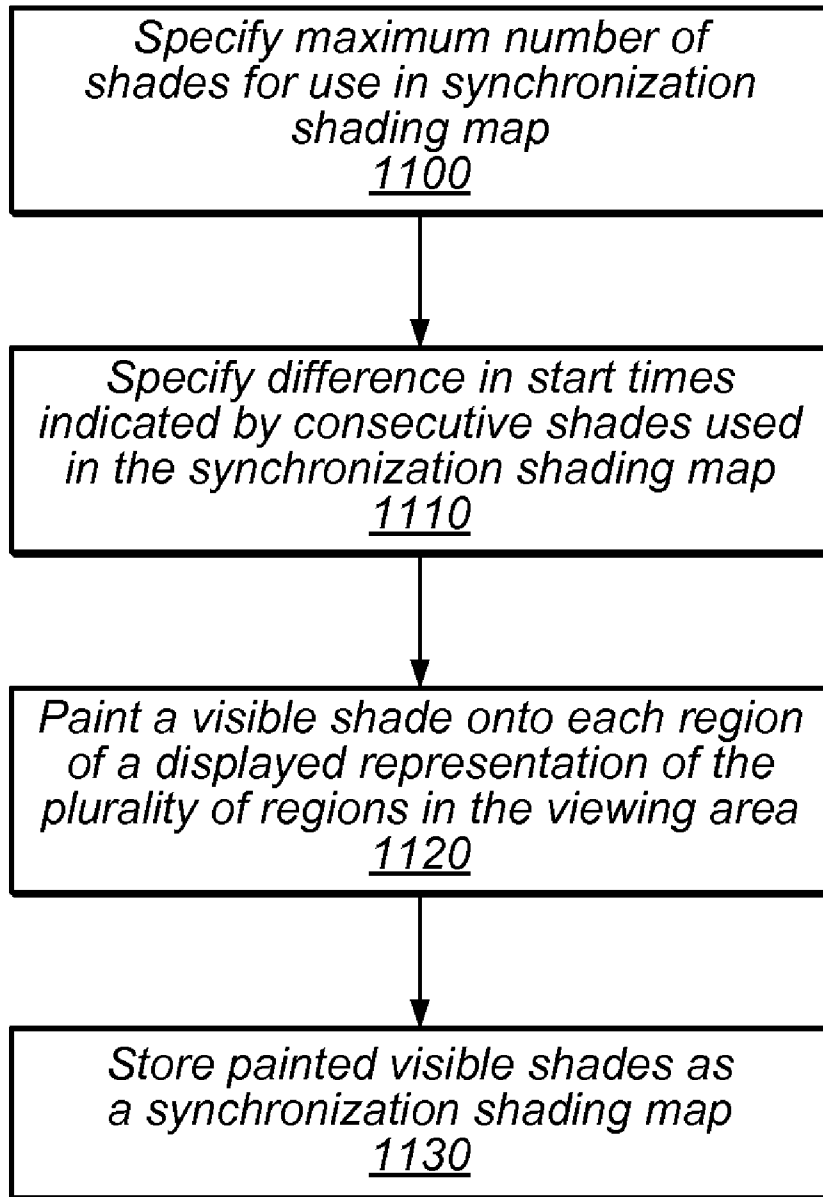 Specify maximum number of
shades for use in synchronization
shading map
1100
Specify difference in start times
indicated by consecutive shades used
in the synchronization shading map
1110
Paint a visible shade onto each region
of a displayed representation of the
plurality of regions in the viewing area
1120
Store painted visible shades as
a synchronization shading map
1130